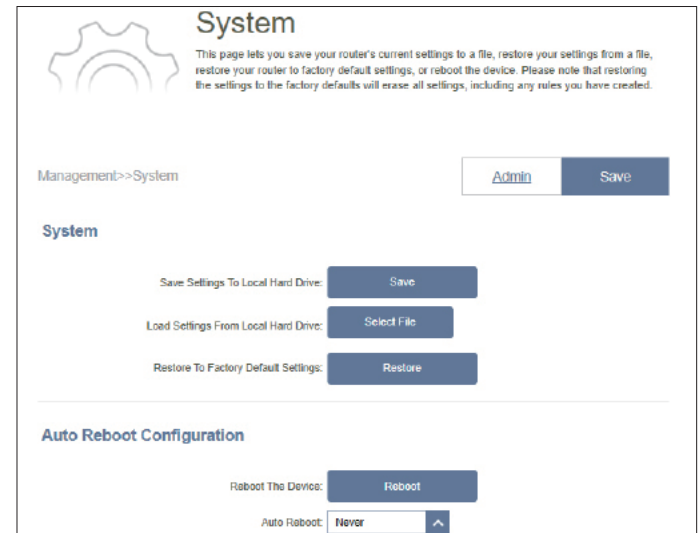 System
This page lets you save your router's current settings to a file, restore your settings from a file,
restore your router to factory default settings, or reboot the device. Please note that restoring
the settings to the factory defaults will erase all settings, including any rules you have created.
Management>>System
Admin
Save
System
Save Settings To Local Hard Drive:
Save
Load Settings From Local Hard Drive:
Select File
Restore To Factory Default Settings:
Restore
Auto Reboot Configuration
Reboot The Device:
Reboot
Auto Reboot:
Never